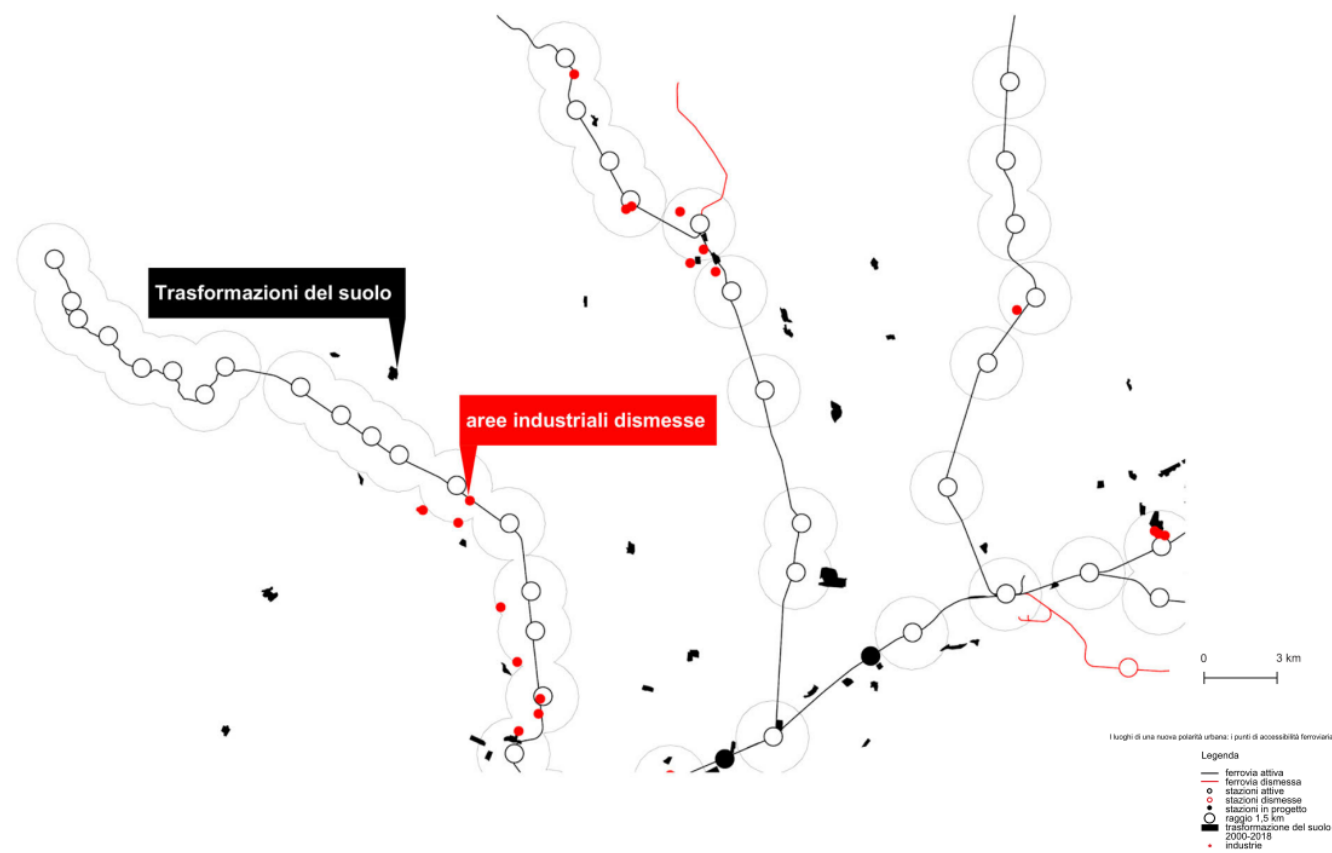 Trasformazioni del suolo
aree industriali dismesse
0 3 km
I luoghi di una nuova polarità urbana: i punti di accessibilità ferroviaria
Legenda
ferrovia attiva
ferrovia dismessa
stazioni attive
stazioni dismesse
stazioni in progetto
raggio 1,5 km
trasformazione del suolo
2000-2018
industrie